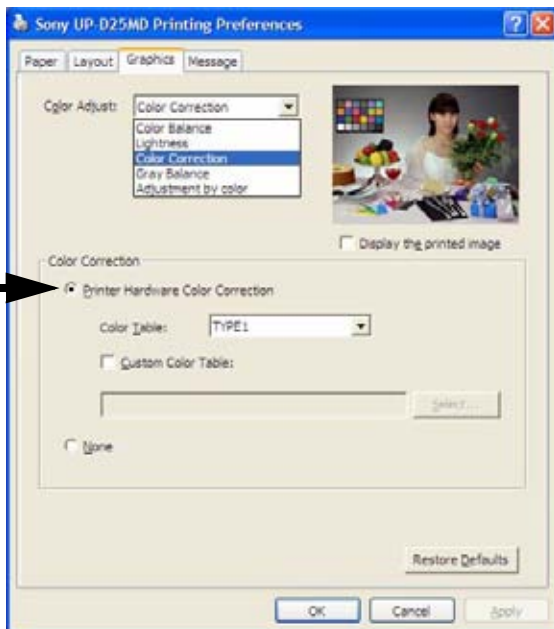 Sony UP-D25MD Printing Preferences
Paper Layout Graphics Message
Color Adjust: Color Correction
Color Balance
Lightness
Color Correction
Gray Balance
Adjustment by color
Display the printed image
Color Correction
Printer Hardware Color Correction
Color Table: TYPE1
Custom Color Table:
Select...
None
Restore Defaults
OK Cancel Apply